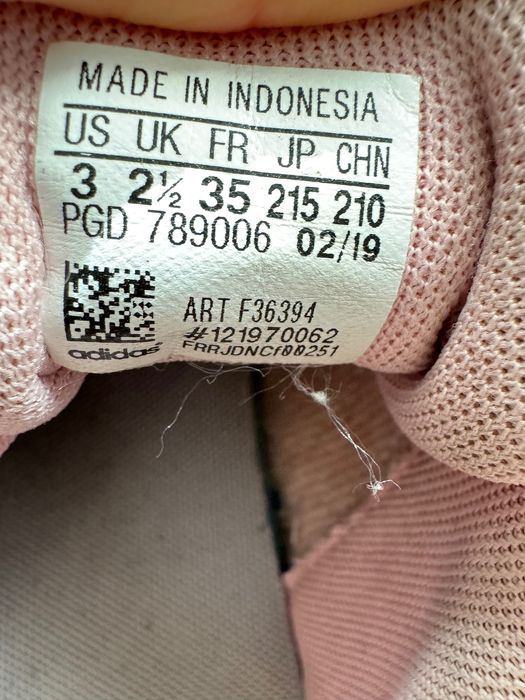 MADE IN INDONESIA
US UK FR JP CHN
3 2½ 35 215 210
PGD 789006 02/19
ART F36394
#121970062
adidas FRRJDNCf00251